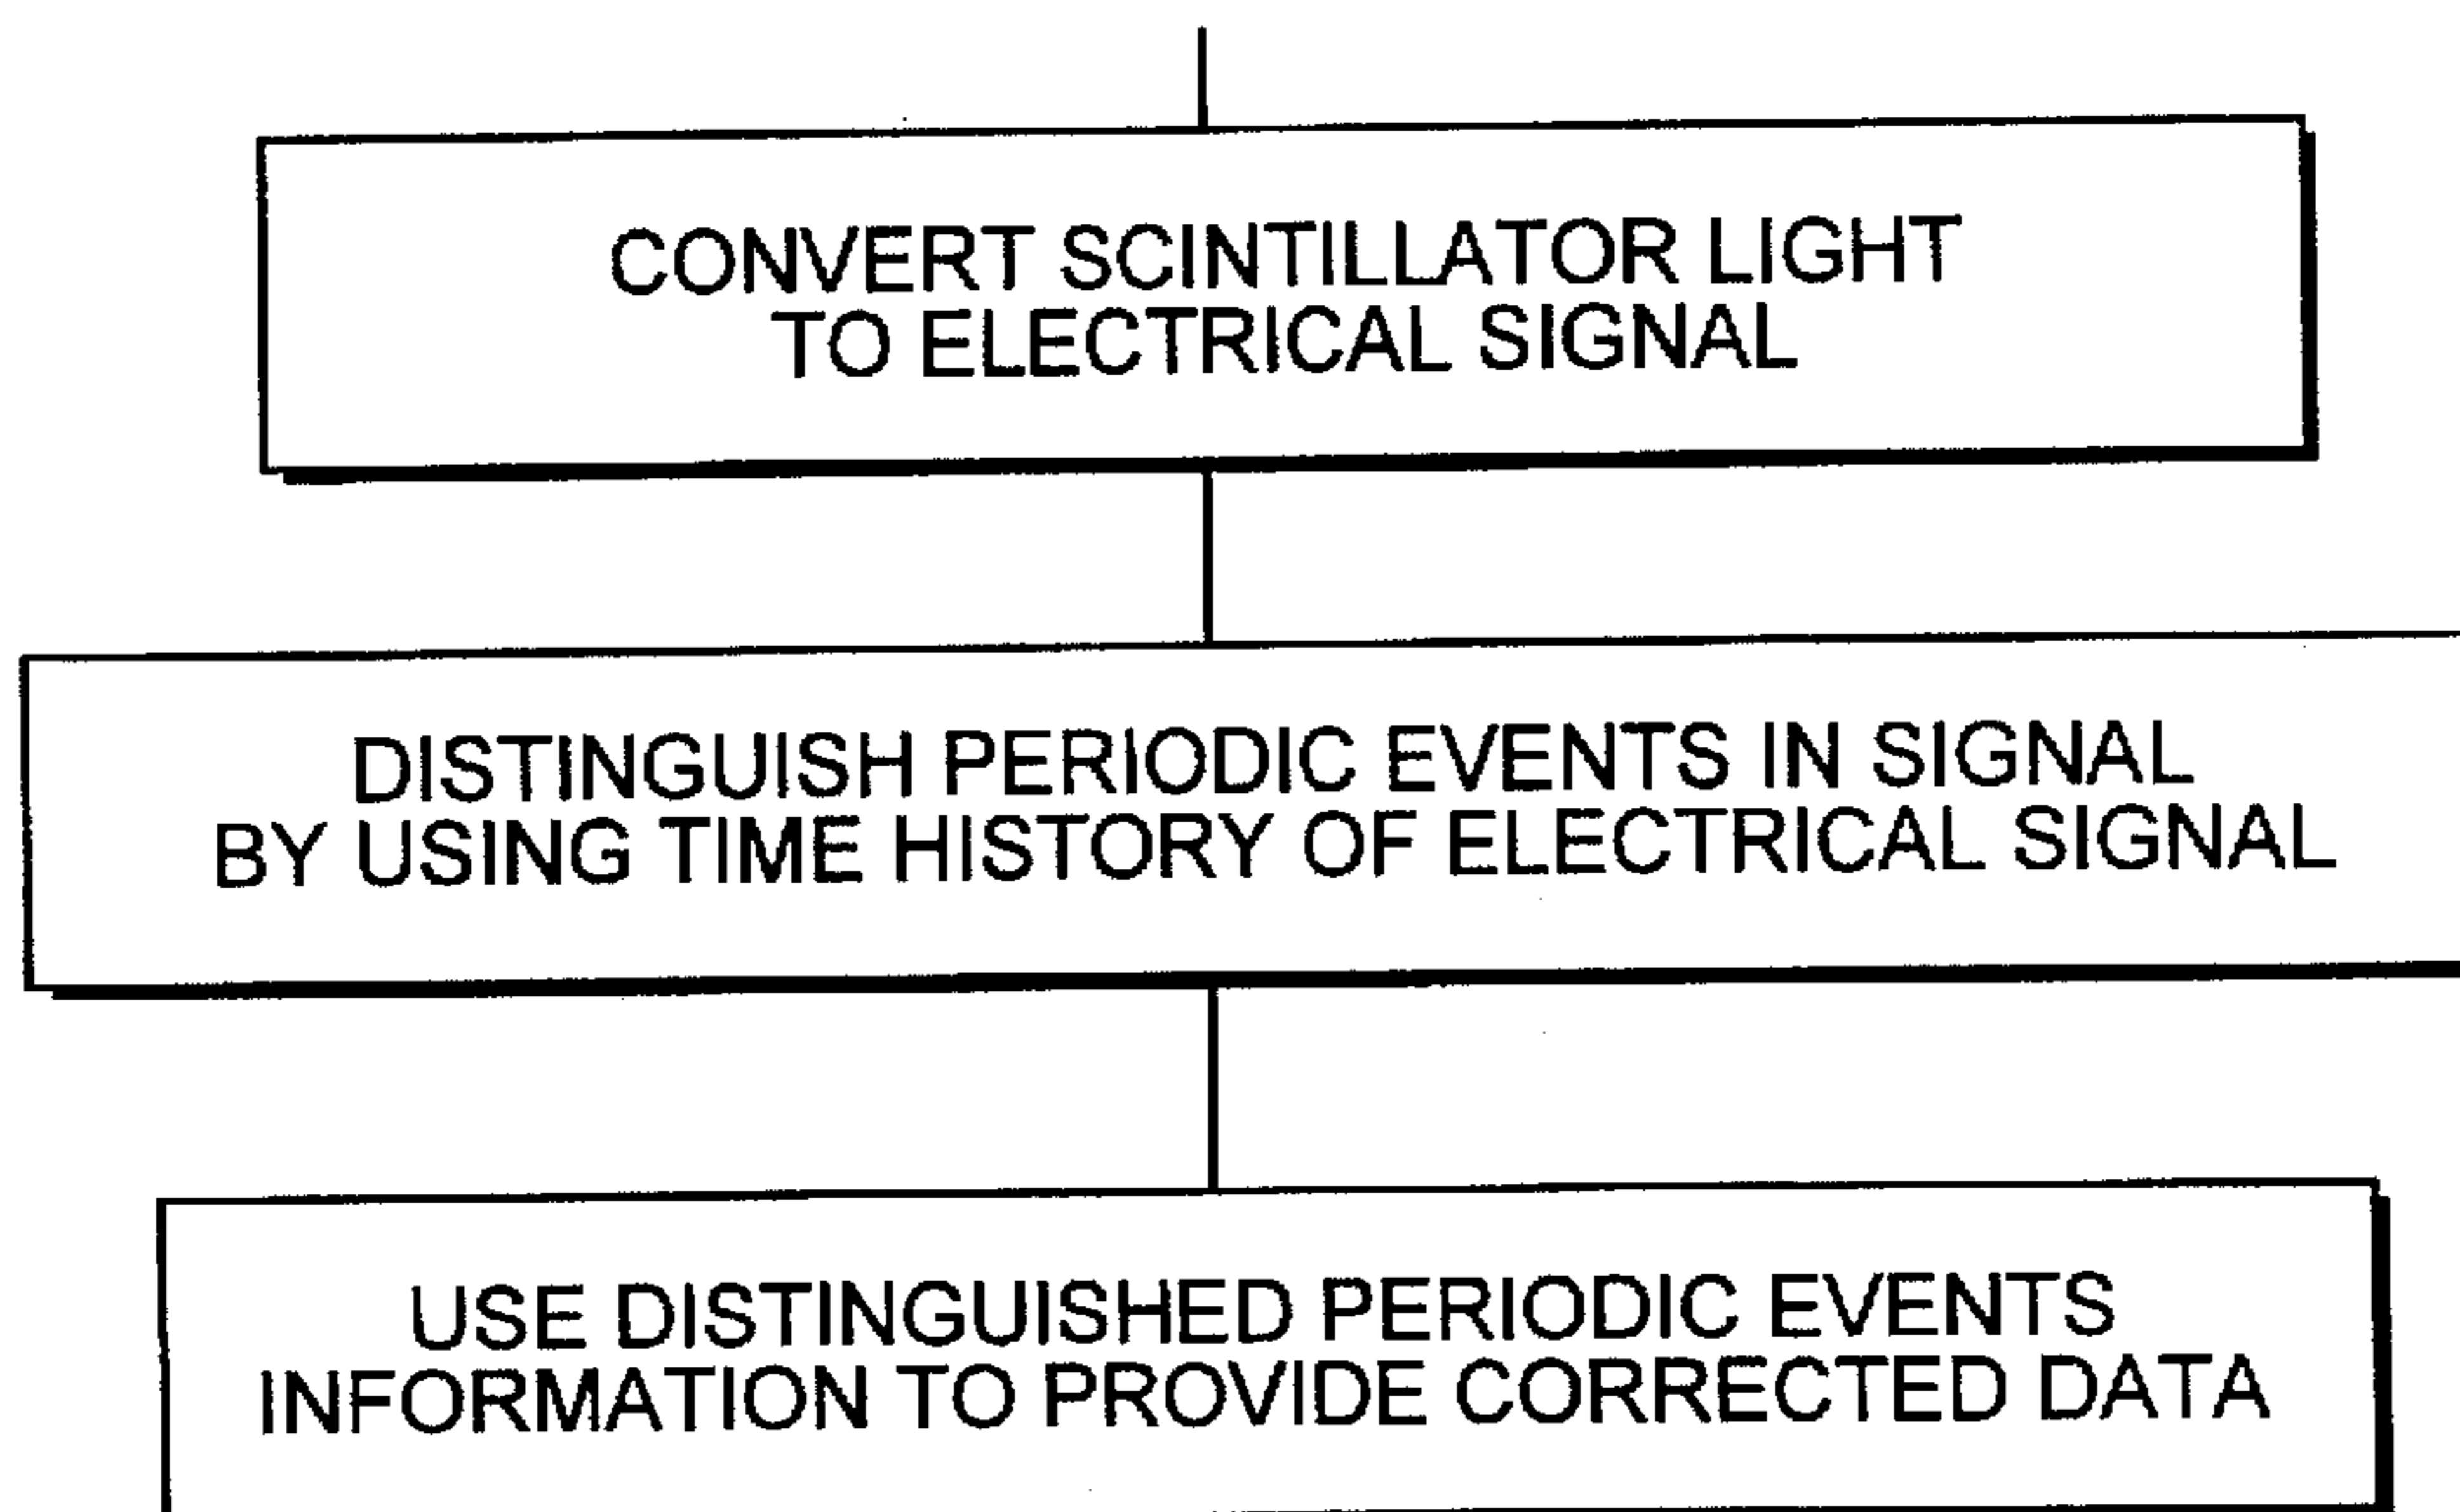 CONVERT SCINTILLATOR LIGHT
TO ELECTRICAL SIGNAL
DISTINGUISH PERIODIC EVENTS IN SIGNAL
BY USING TIME HISTORY OF ELECTRICAL SIGNAL
USE DISTINGUISHED PERIODIC EVENTS
INFORMATION TO PROVIDE CORRECTED DATA